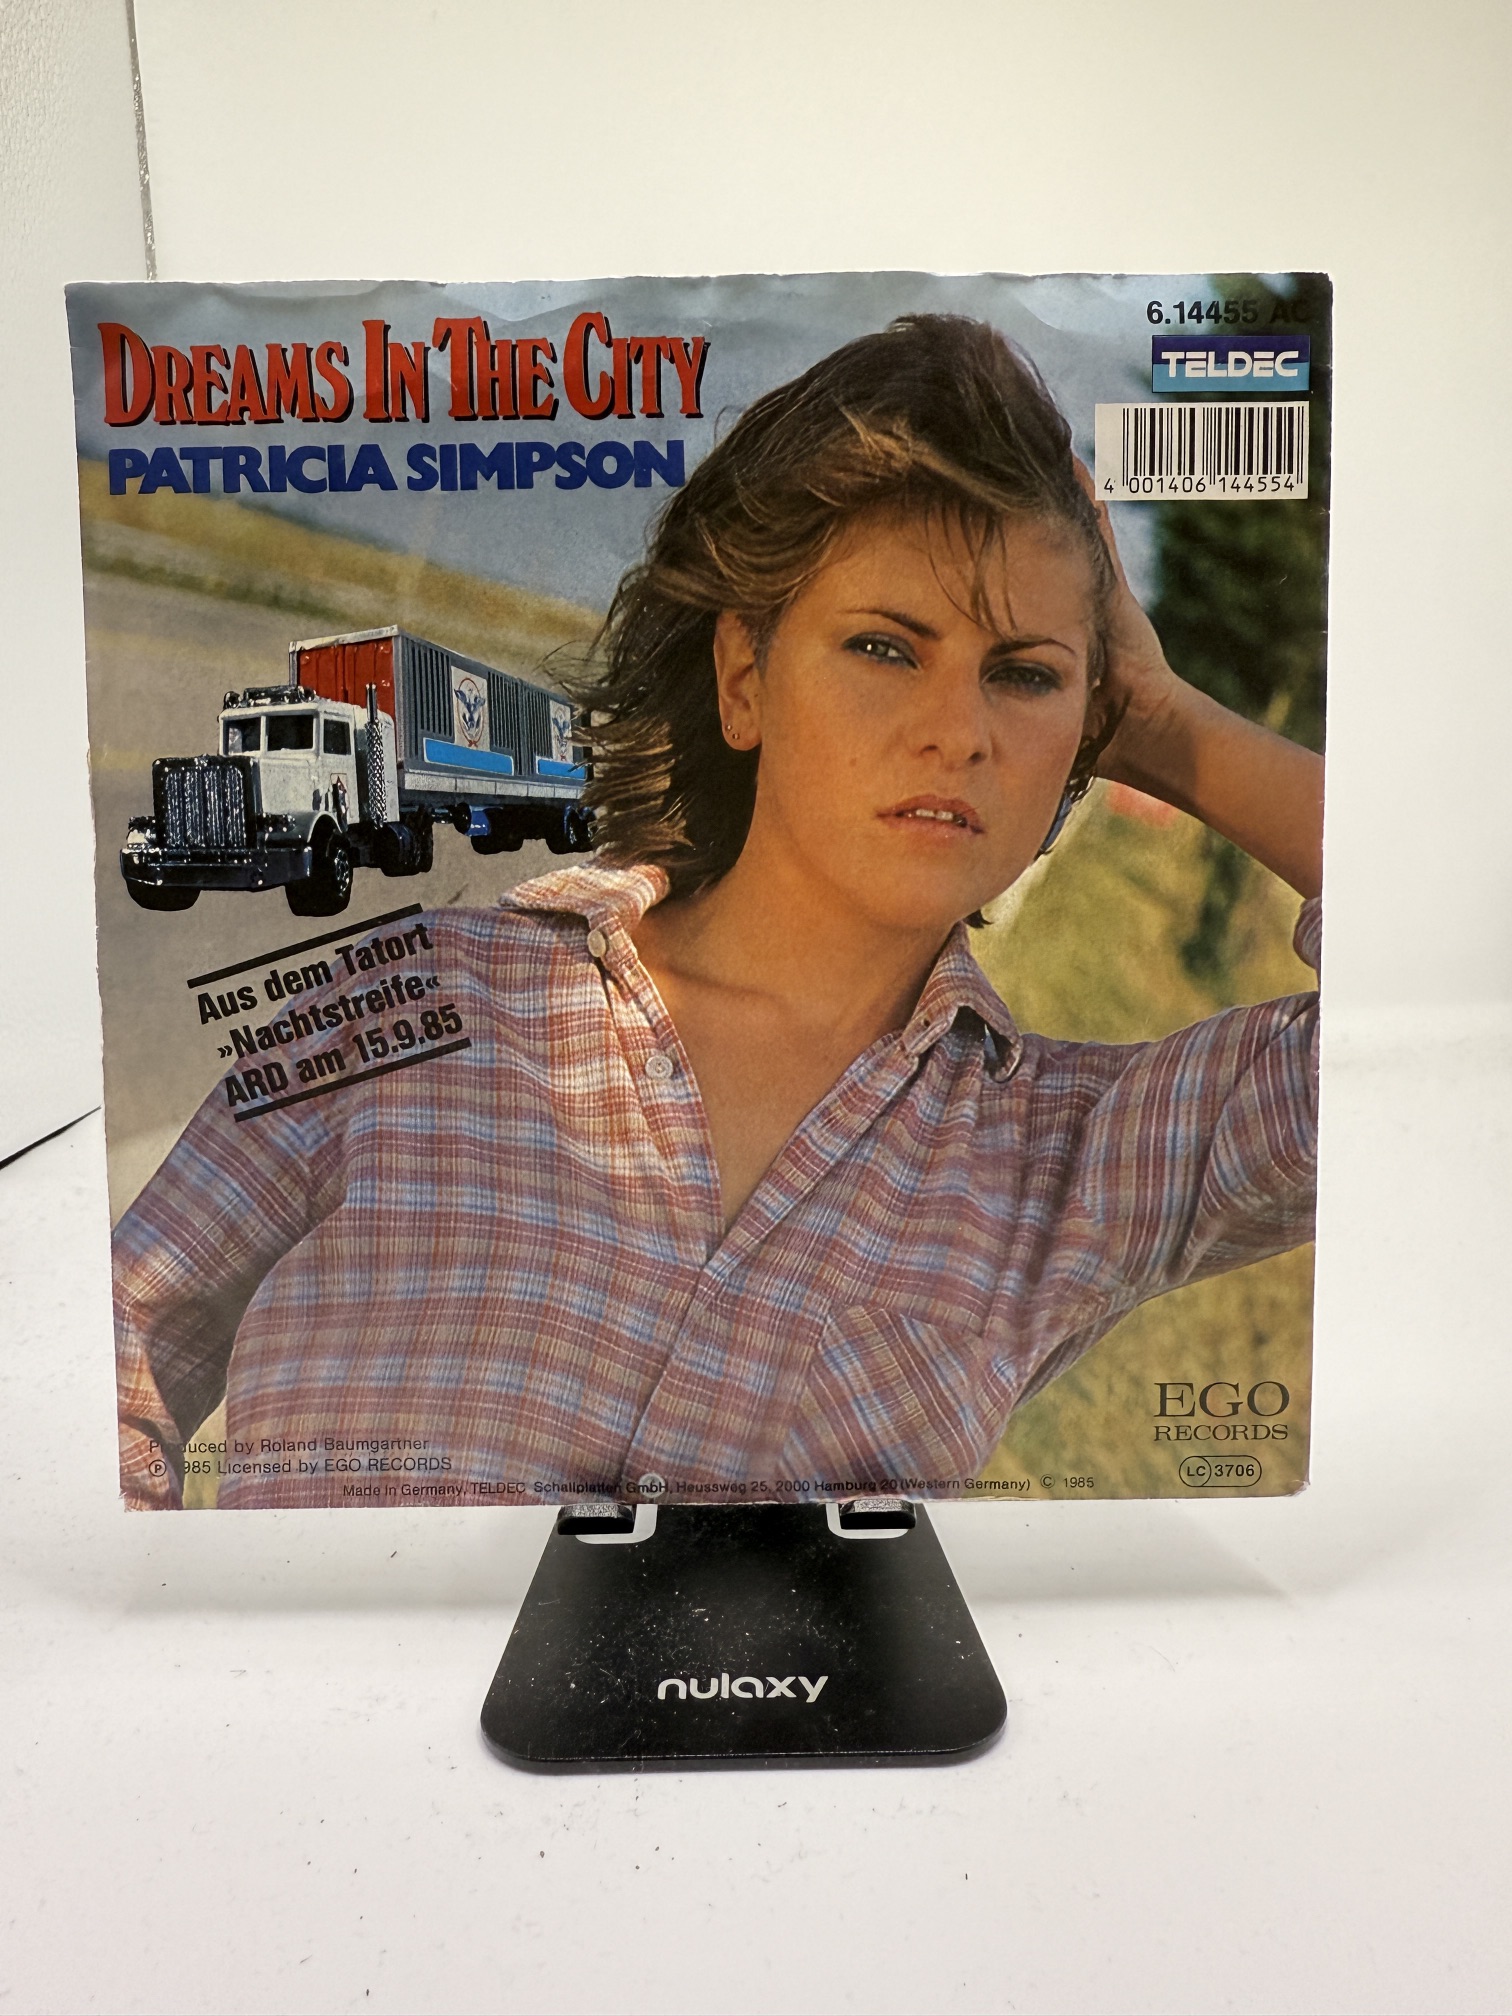 DREAMS IN THE CITY
PATRICIA SIMPSON
6.14455 AC
TELDEC
4 001406 144554
Aus dem Tatort
»Nachtstreife«
ARD am 15.9.85
EGO
RECORDS
LC 3706
Produced by Roland Baumgartner
℗ 1985 Licensed by EGO RECORDS
Made in Germany, TELDEC Schallplatten GmbH, Heussweg 25, 2000 Hamburg 20 (Western Germany) © 1985
nulaxy